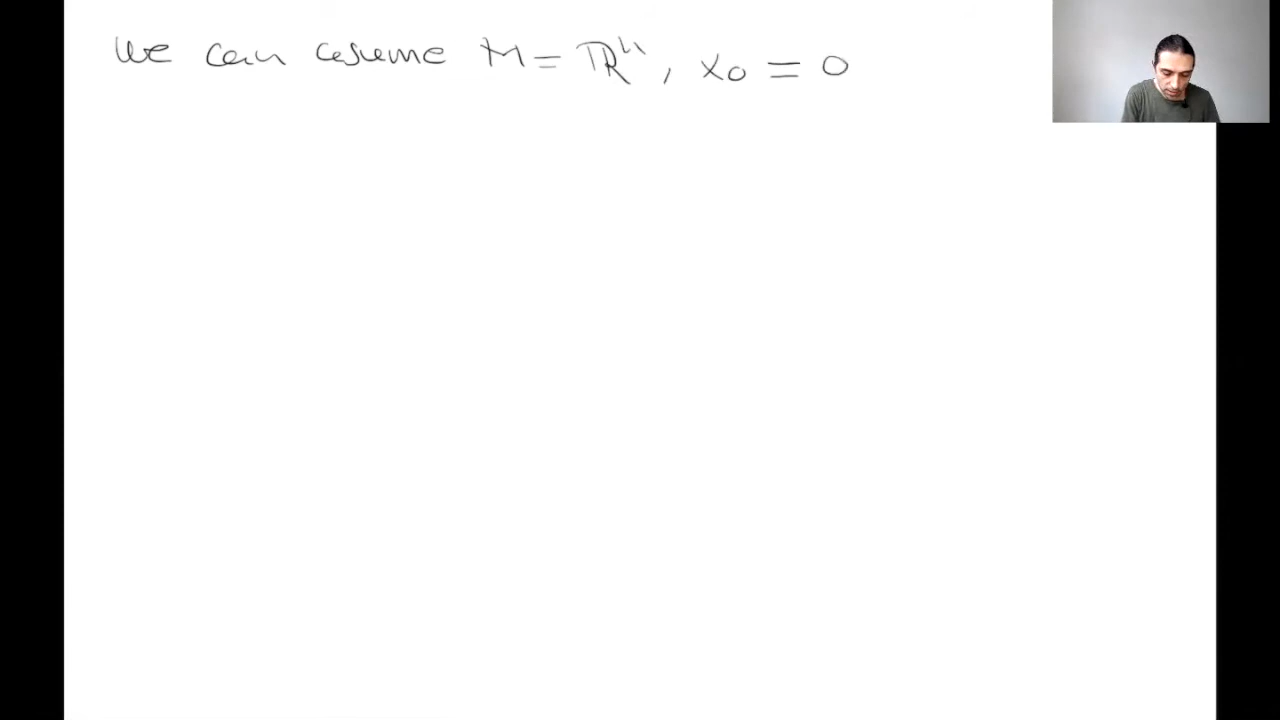 we can assume M = ℝⁿ, x₀ = 0